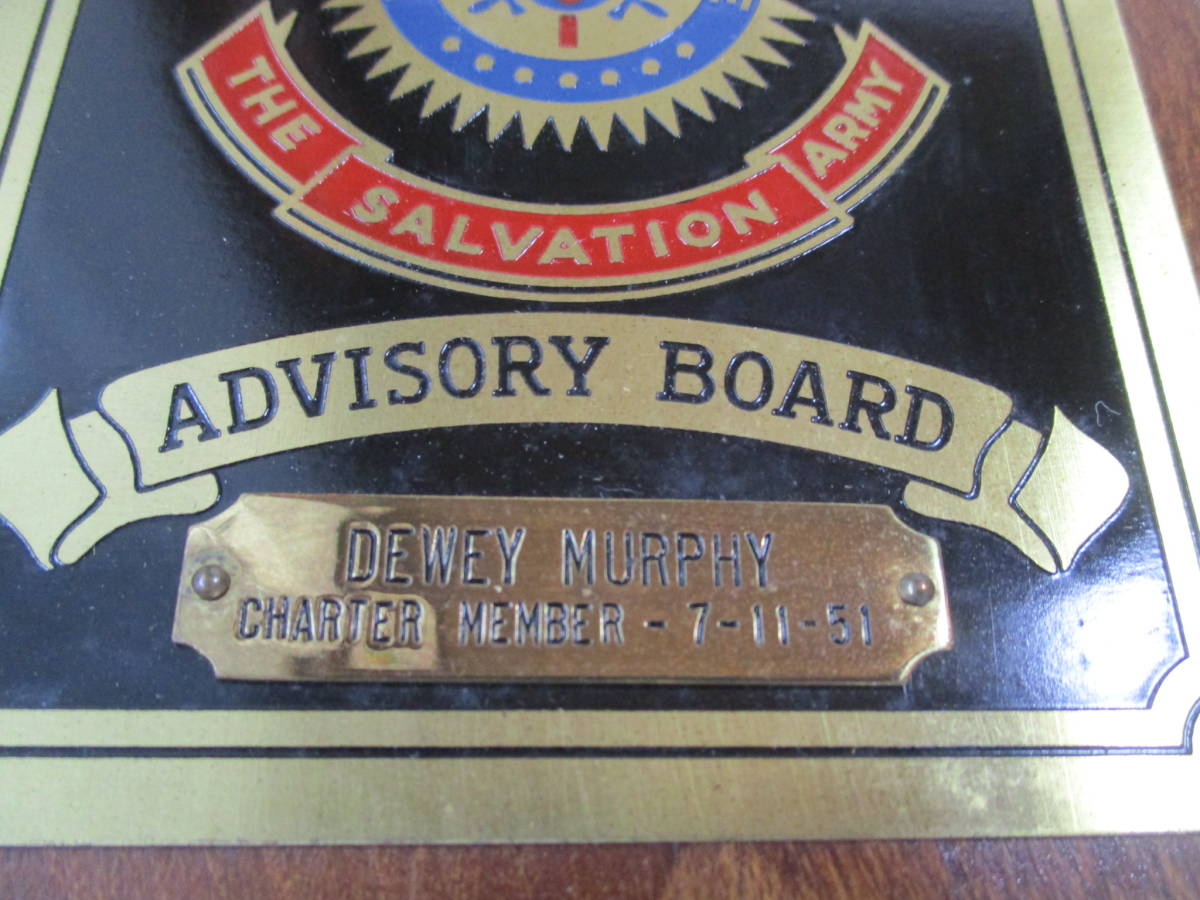 THE SALVATION ARMY
ADVISORY BOARD
DEWEY MURPHY
CHARTER MEMBER - 7-11-51